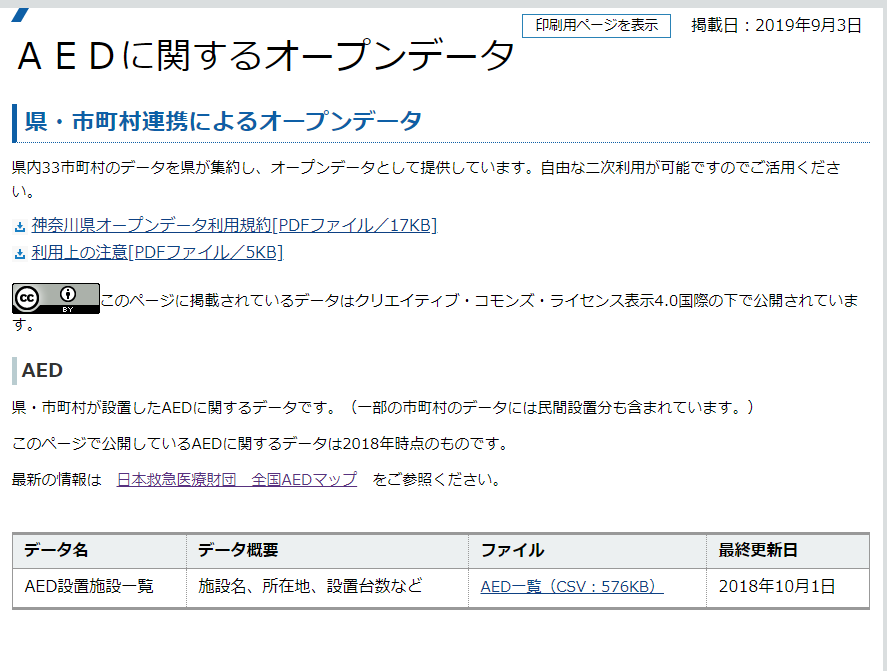 印刷用ページを表示　掲載日：2019年9月3日
ＡＥＤに関するオープンデータ
県・市町村連携によるオープンデータ
県内33市町村のデータを県が集約し、オープンデータとして提供しています。自由な二次利用が可能ですのでご活用くださ
い。
神奈川県オープンデータ利用規約[PDFファイル／17KB]
利用上の注意[PDFファイル／5KB]
cc BY このページに掲載されているデータはクリエイティブ・コモンズ・ライセンス表示4.0国際の下で公開されていま
す。
AED
県・市町村が設置したAEDに関するデータです。（一部の市町村のデータには民間設置分も含まれています。）
このページで公開しているAEDに関するデータは2018年時点のものです。
最新の情報は　日本救急医療財団　全国AEDマップ　をご参照ください。
データ名　データ概要　ファイル　最終更新日
AED設置施設一覧　施設名、所在地、設置台数など　AED一覧（CSV：576KB）　2018年10月1日